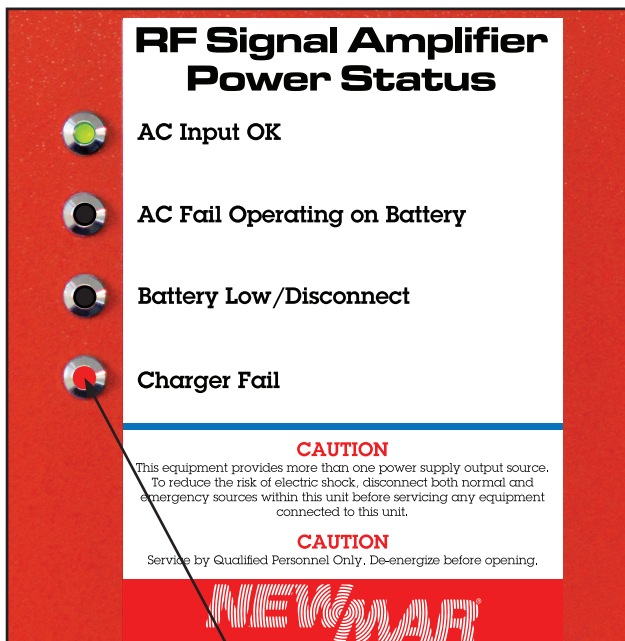 RF Signal Amplifier
Power Status
AC Input OK
AC Fail Operating on Battery
Battery Low/Disconnect
Charger Fail
CAUTION
This equipment provides more than one power supply output source.
To reduce the risk of electric shock, disconnect both normal and
emergency sources within this unit before servicing any equipment
connected to this unit.
CAUTION
Service by Qualified Personnel Only. De-energize before opening.
NEWMAR®